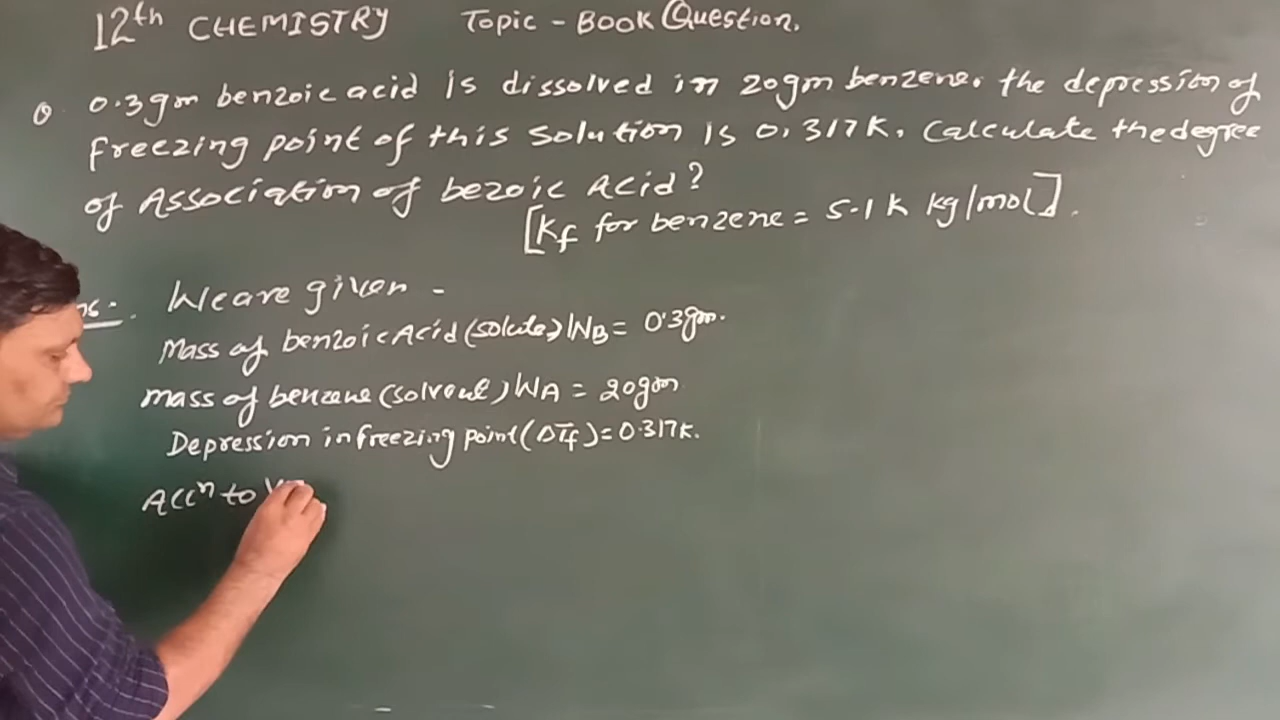 12th CHEMISTRY Topic - BOOK Question.
Q. 0.3gm benzoic acid is dissolved in 20gm benzene. the depression of
freezing point of this solution is 0.317K. Calculate the degree
of Association of bezoic Acid?
[Kf for benzene = 5.1 K kg/mol].
We are given -
Mass of benzoic Acid (solute) WB = 0.3gm.
mass of benzene (solvent) WA = 20gm
Depression in freezing point (ΔTf) = 0.317K.
Accn to